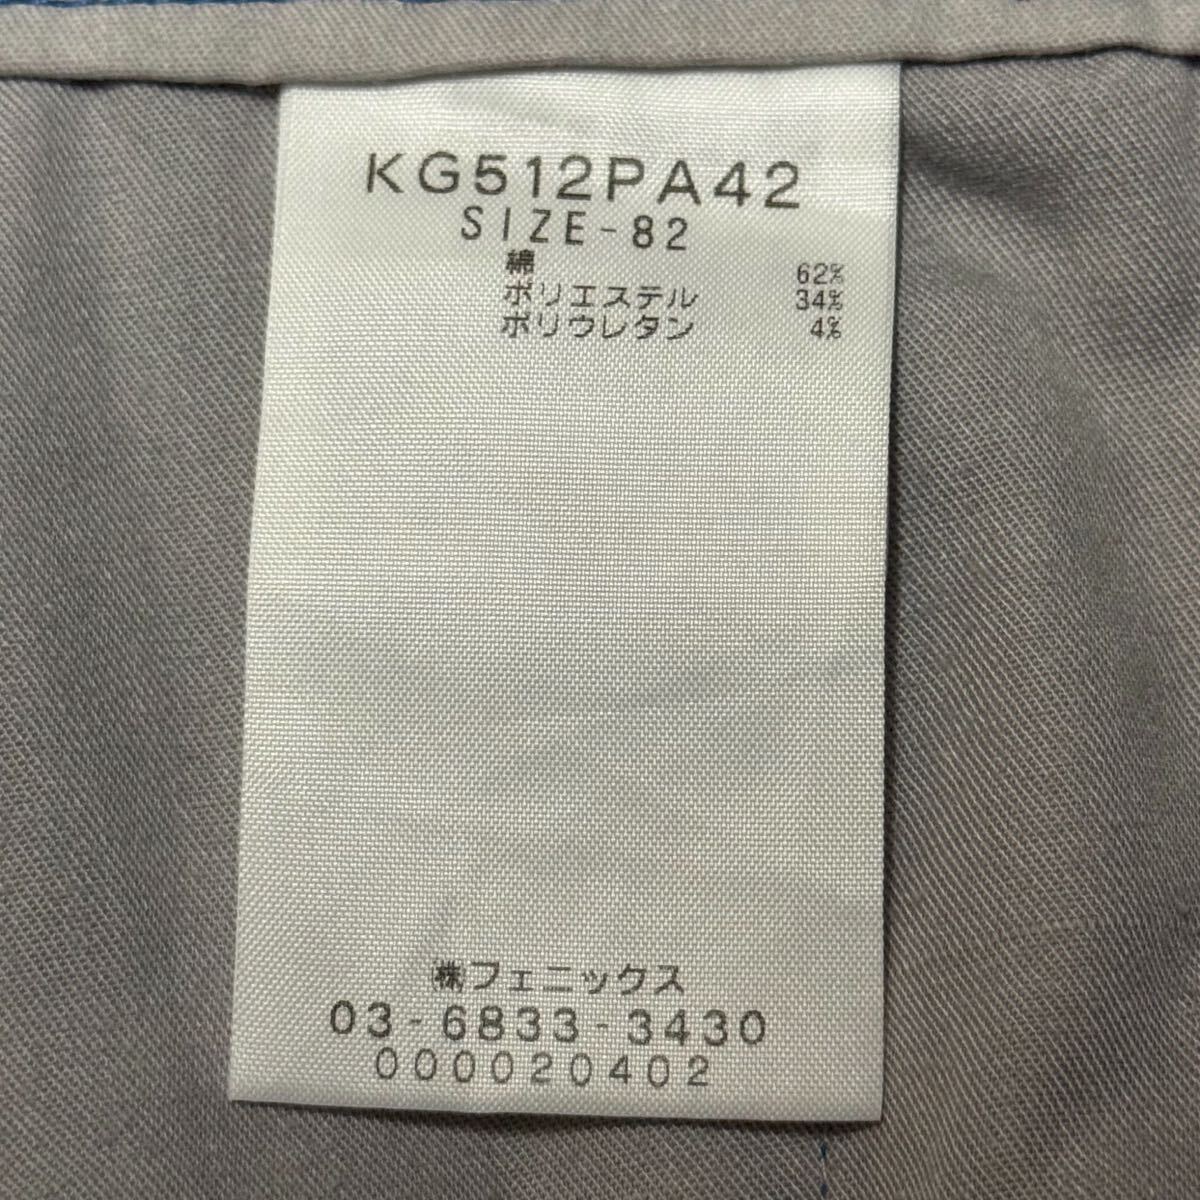 KG512PA42
SIZE-82
綿 62%
ポリエステル 34%
ポリウレタン 4%
㈱フェニックス
03-6833-3430
000020402